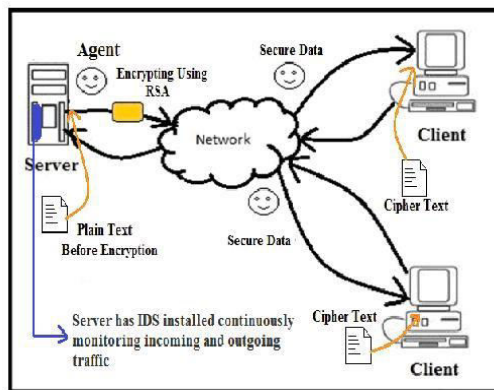 Agent
Secure Data
Encrypting Using
RSA
Network
Client
Server
Plain Text
Before Encryption
Cipher Text
Secure Data
Server has IDS installed continuously
monitoring incoming and outgoing
traffic
Cipher Text
Client